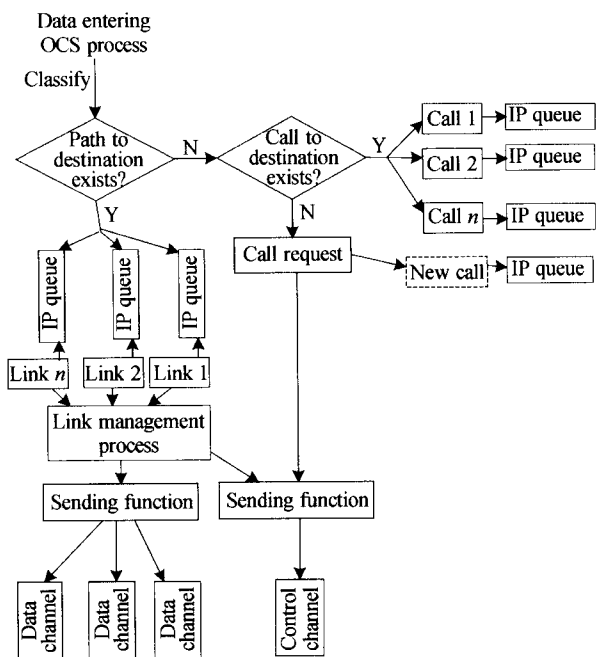 Data entering
OCS process
Classify
Path to
destination
exists?
N
Call to
destination
exists?
Y
Call 1
IP queue
Call 2
IP queue
Call n
IP queue
Y
N
Call request
New call
IP queue
IP queue
IP queue
IP queue
Link n
Link 2
Link 1
Link management
process
Sending function
Sending function
Data
channel
Data
channel
Data
channel
Control
channel